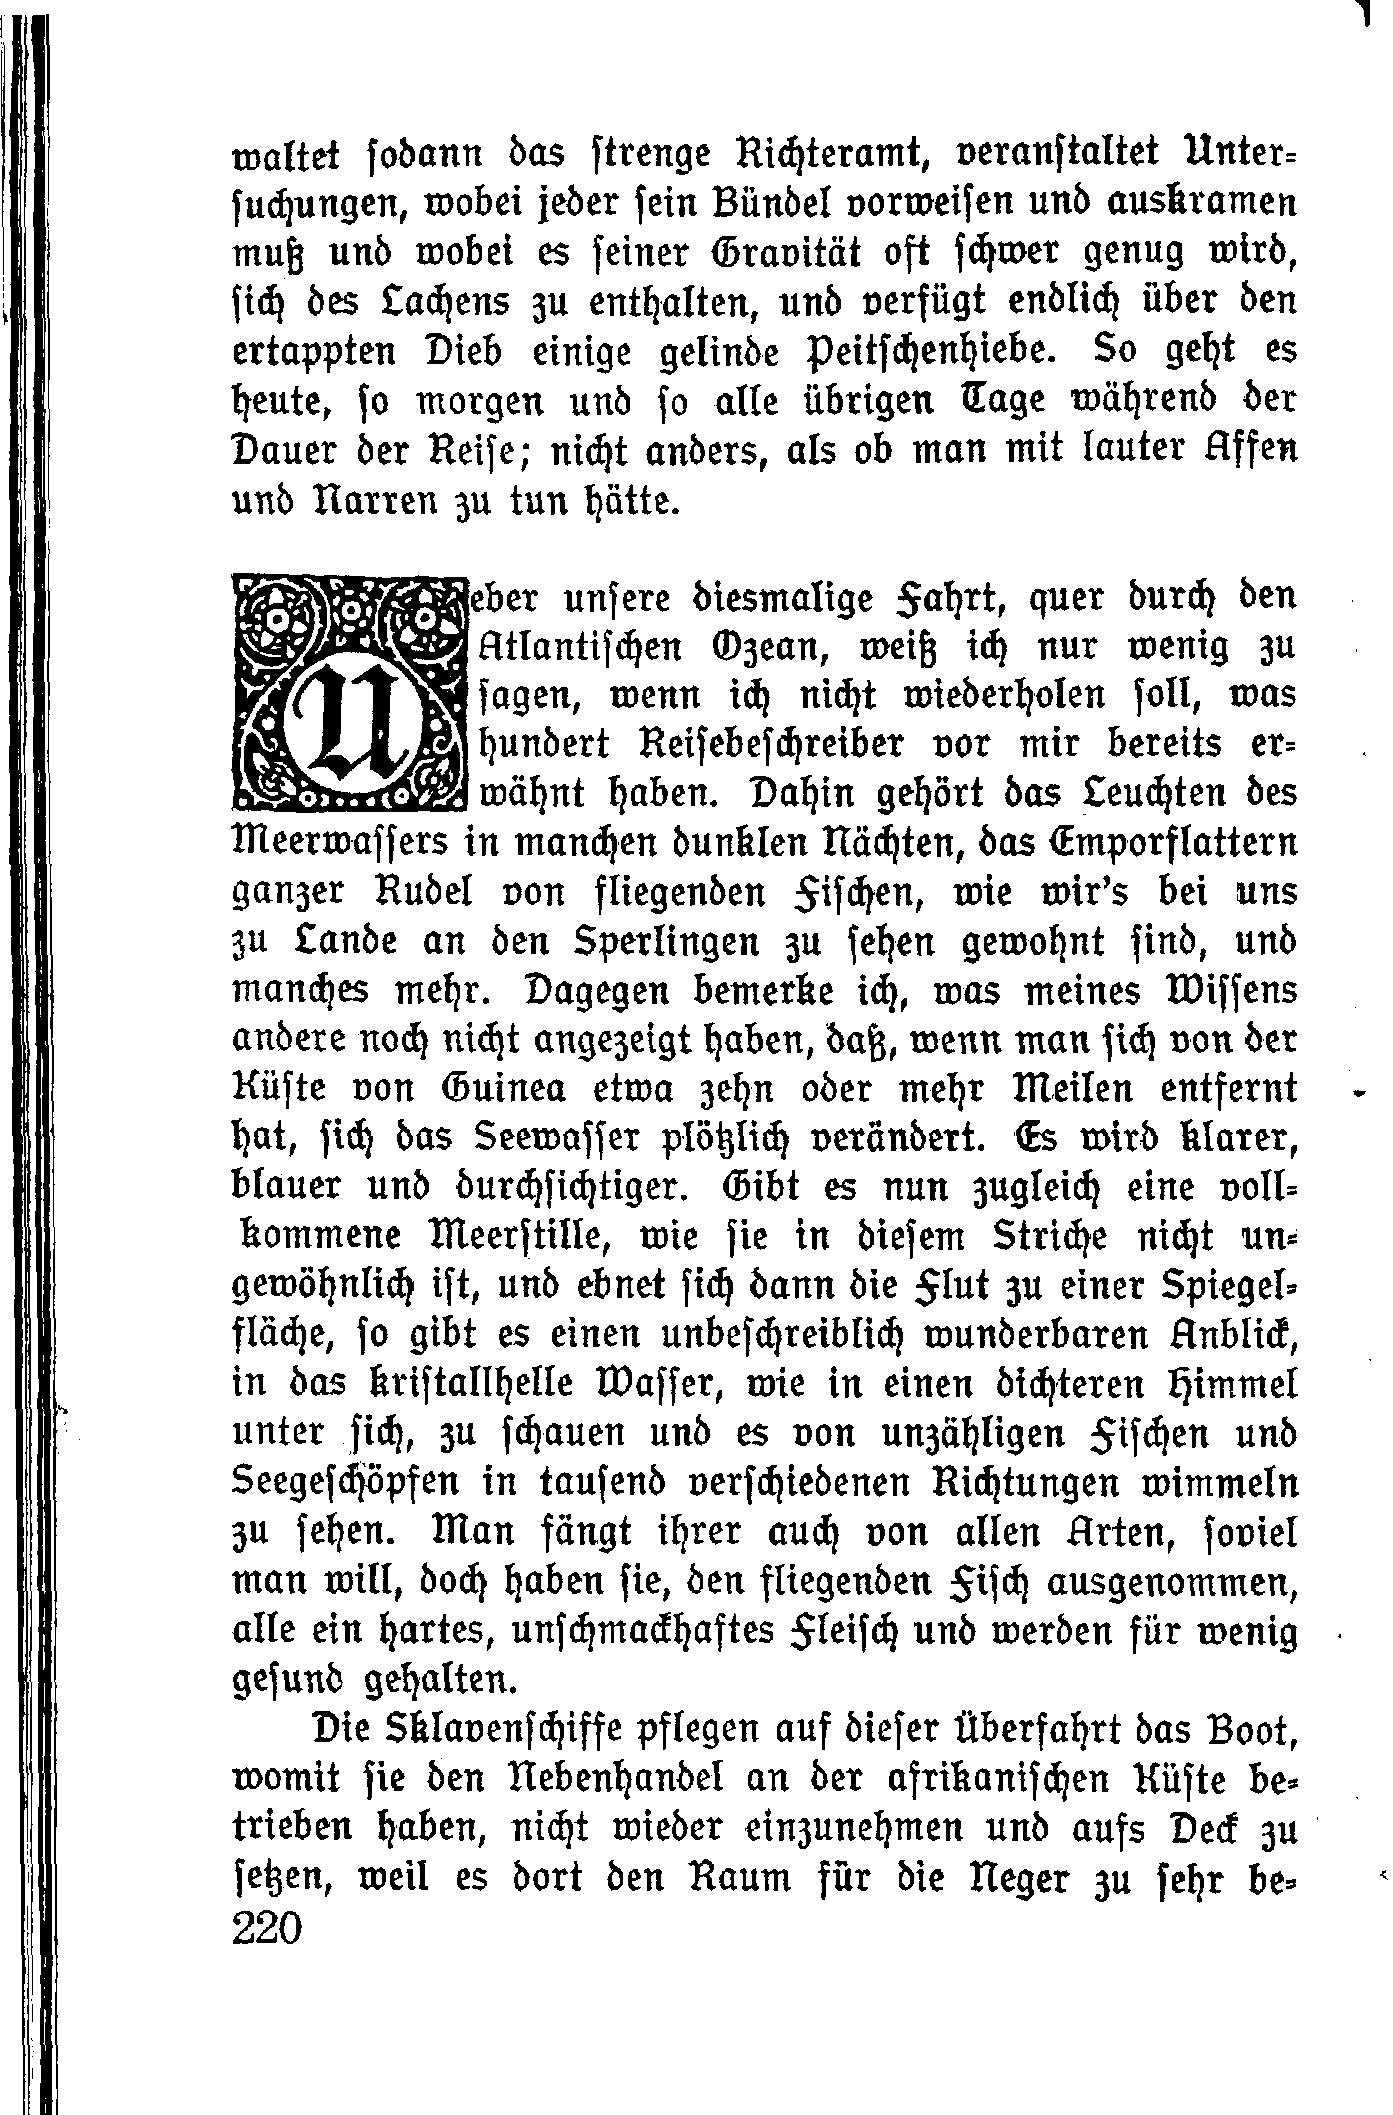 waltet sodann das strenge Richteramt, veranstaltet Unter-
suchungen, wobei jeder sein Bündel vorweisen und auskramen
muß und wobei es seiner Gravität oft schwer genug wird,
sich des Lachens zu enthalten, und verfügt endlich über den
ertappten Dieb einige gelinde Peitschenhiebe. So geht es
heute, so morgen und so alle übrigen Tage während der
Dauer der Reise; nicht anders, als ob man mit lauter Affen
und Narren zu tun hätte.
Ueber unsere diesmalige Fahrt, quer durch den
Atlantischen Ozean, weiß ich nur wenig zu
sagen, wenn ich nicht wiederholen soll, was
hundert Reisebeschreiber vor mir bereits er-
wähnt haben. Dahin gehört das Leuchten des
Meerwassers in manchen dunklen Nächten, das Emporflattern
ganzer Rudel von fliegenden Fischen, wie wir's bei uns
zu Lande an den Sperlingen zu sehen gewohnt sind, und
manches mehr. Dagegen bemerke ich, was meines Wissens
andere noch nicht angezeigt haben, daß, wenn man sich von der
Küste von Guinea etwa zehn oder mehr Meilen entfernt
hat, sich das Seewasser plötzlich verändert. Es wird klarer,
blauer und durchsichtiger. Gibt es nun zugleich eine voll-
kommene Meerstille, wie sie in diesem Striche nicht un-
gewöhnlich ist, und ebnet sich dann die Flut zu einer Spiegel-
fläche, so gibt es einen unbeschreiblich wunderbaren Anblick,
in das kristallhelle Wasser, wie in einen dichteren Himmel
unter sich, zu schauen und es von unzähligen Fischen und
Seegeschöpfen in tausend verschiedenen Richtungen wimmeln
zu sehen. Man fängt ihrer auch von allen Arten, soviel
man will, doch haben sie, den fliegenden Fisch ausgenommen,
alle ein hartes, unschmackhaftes Fleisch und werden für wenig
gesund gehalten.
Die Sklavenschiffe pflegen auf dieser Überfahrt das Boot,
womit sie den Nebenhandel an der afrikanischen Küste be-
trieben haben, nicht wieder einzunehmen und aufs Deck zu
setzen, weil es dort den Raum für die Neger zu sehr be-
220